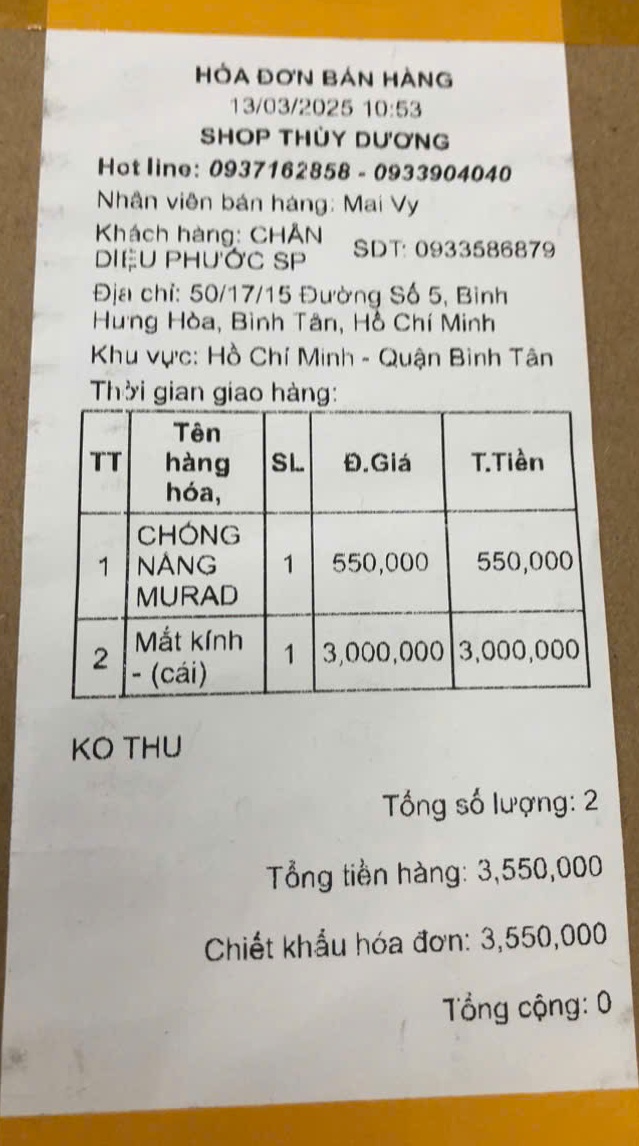 HÓA ĐƠN BÁN HÀNG
13/03/2025 10:53
SHOP THÙY DƯƠNG
Hot line: 0937162858 - 0933904040
Nhân viên bán hàng: Mai Vy
Khách hàng: CHÂN DIỆU PHƯỚC SP SDT: 0933586879
Địa chỉ: 50/17/15 Đường Số 5, Bình
Hưng Hòa, Bình Tân, Hồ Chí Minh
Khu vực: Hồ Chí Minh - Quận Bình Tân
Thời gian giao hàng:
TT Tên hàng hóa, SL Đ.Giá T.Tiền
1 CHỐNG NẮNG MURAD 1 550,000 550,000
2 Mắt kính - (cái) 1 3,000,000 3,000,000
KO THU
Tổng số lượng: 2
Tổng tiền hàng: 3,550,000
Chiết khấu hóa đơn: 3,550,000
Tổng cộng: 0